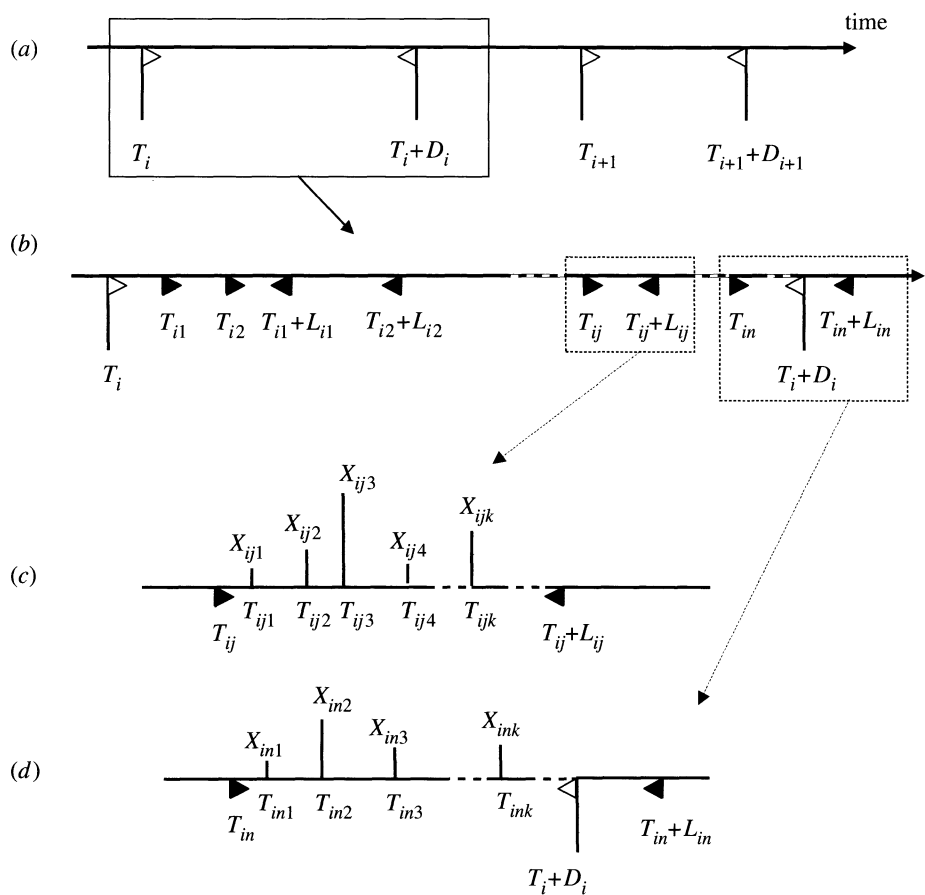 time
(a)
T_i T_i+D_i T_{i+1} T_{i+1}+D_{i+1}
(b)
T_{i1} T_{i2} T_{i1}+L_{i1} T_{i2}+L_{i2} T_{ij} T_{ij}+L_{ij} T_{in} T_{in}+L_{in}
T_i T_i+D_i
X_{ij1} X_{ij2} X_{ij3} X_{ij4} X_{ijk}
(c)
T_{ij1} T_{ij2} T_{ij3} T_{ij4} T_{ijk}
T_{ij} T_{ij}+L_{ij}
X_{in1} X_{in2} X_{in3} X_{ink}
(d)
T_{in1} T_{in2} T_{in3} T_{ink}
T_{in} T_{in}+L_{in}
T_i+D_i